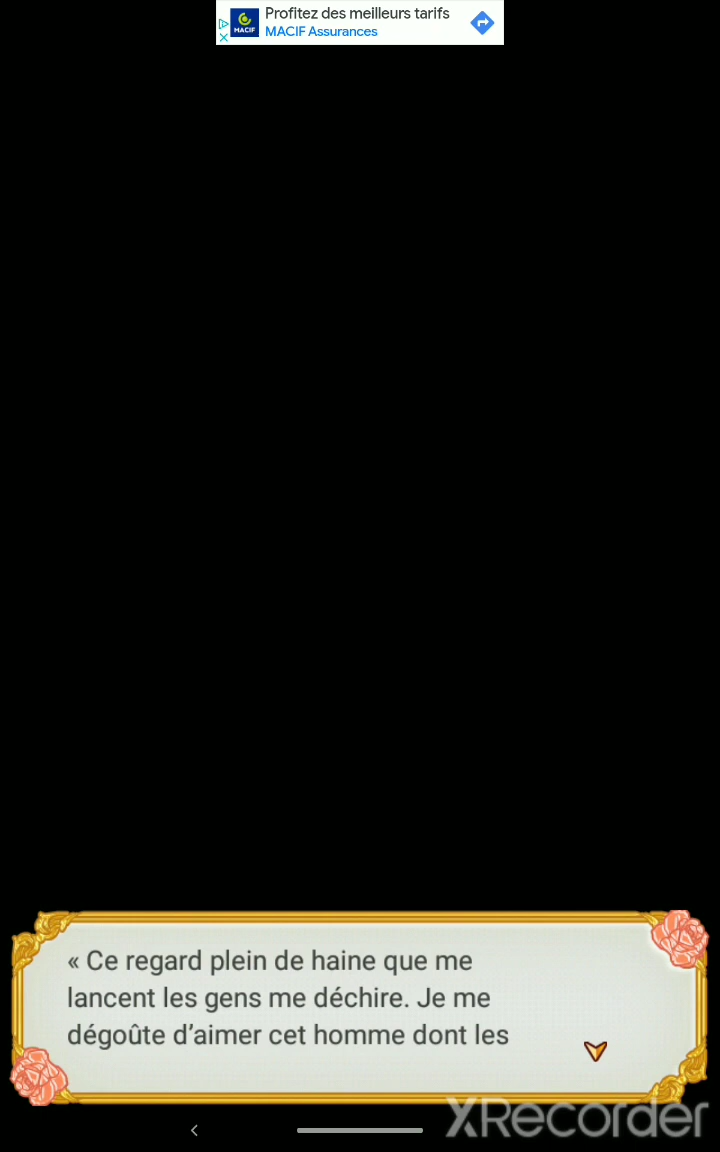 Profitez des meilleurs tarifs
MACIF
MACIF Assurances
« Ce regard plein de haine que me
lancent les gens me déchire. Je me
dégoûte d’aimer cet homme dont les
XRecorder